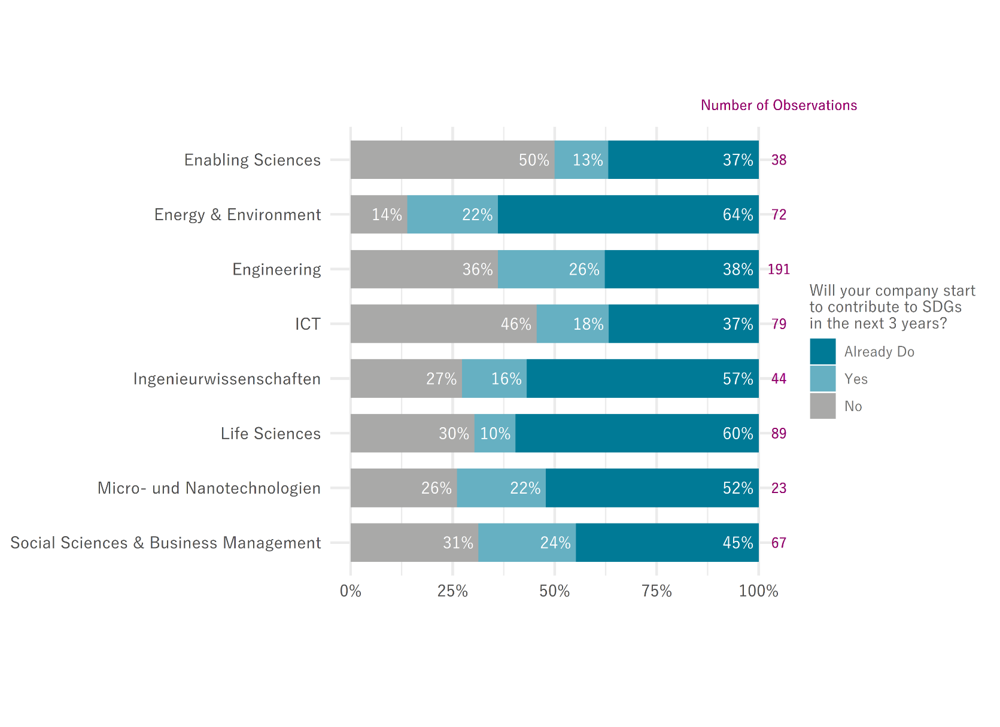 Number of Observations
Enabling Sciences 50% 13% 37% 38
Energy & Environment 14% 22% 64% 72
Engineering 36% 26% 38% 191
ICT 46% 18% 37% 79
Ingenieurwissenschaften 27% 16% 57% 44
Life Sciences 30% 10% 60% 89
Micro- und Nanotechnologien 26% 22% 52% 23
Social Sciences & Business Management 31% 24% 45% 67
0% 25% 50% 75% 100%
Will your company start
to contribute to SDGs
in the next 3 years?
Already Do
Yes
No